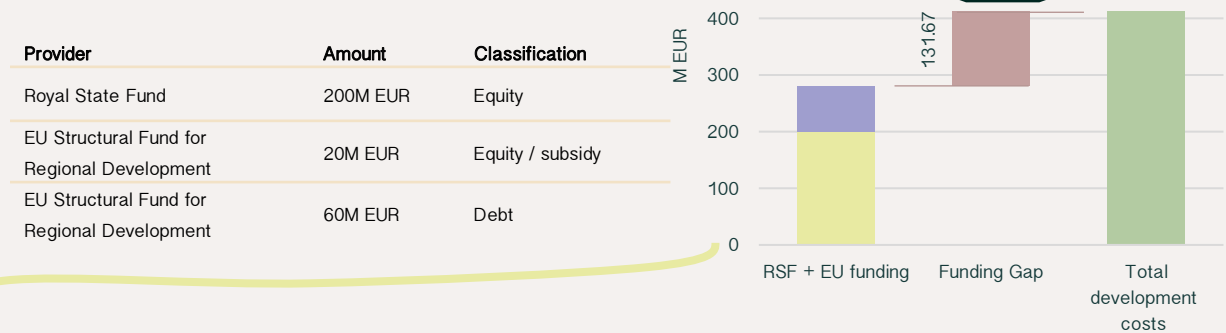 Provider Amount Classification
Royal State Fund 200M EUR Equity
EU Structural Fund for
Regional Development 20M EUR Equity / subsidy
EU Structural Fund for
Regional Development 60M EUR Debt
M EUR
400
300
200
100
0
131.67
RSF + EU funding Funding Gap Total
development
costs